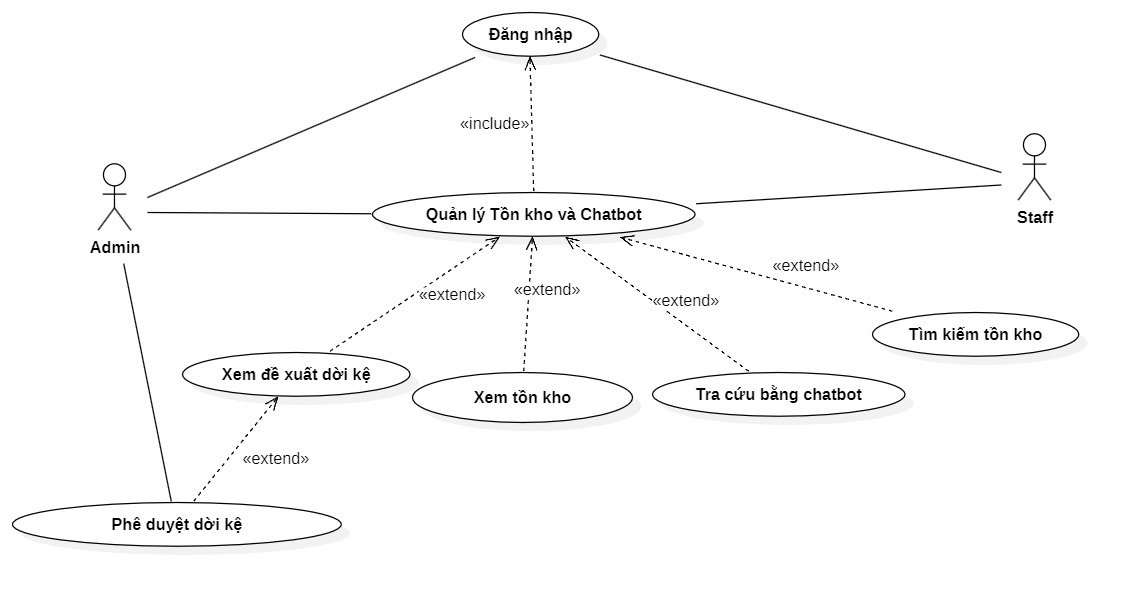 Đăng nhập
«include»
Admin
Quản lý Tồn kho và Chatbot
Staff
«extend»
«extend»
«extend»
«extend»
Tìm kiếm tồn kho
Xem đề xuất dời kệ
Xem tồn kho
Tra cứu bằng chatbot
«extend»
Phê duyệt dời kệ